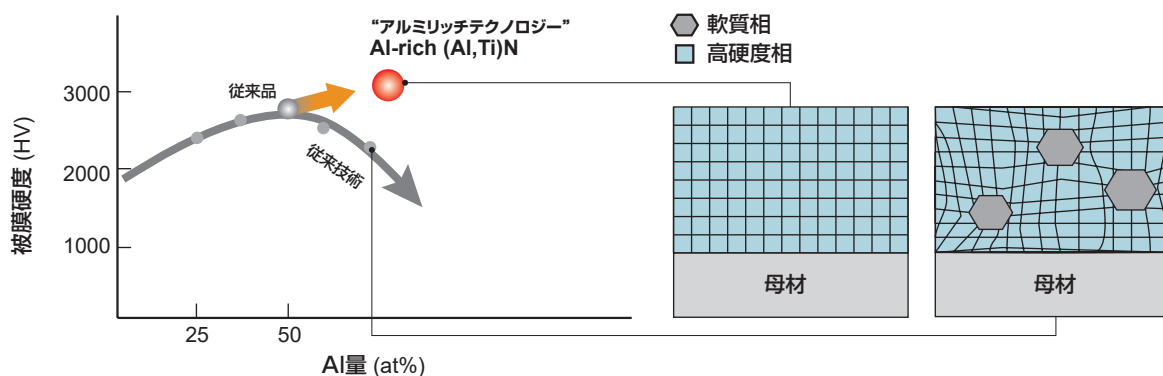 “アルミリッチテクノロジー”
Al-rich (Al,Ti)N
軟質相
高硬度相
従来品
3000
2000
1000
被膜硬度 (HV)
従来技術
母材
母材
25
50
Al量 (at%)